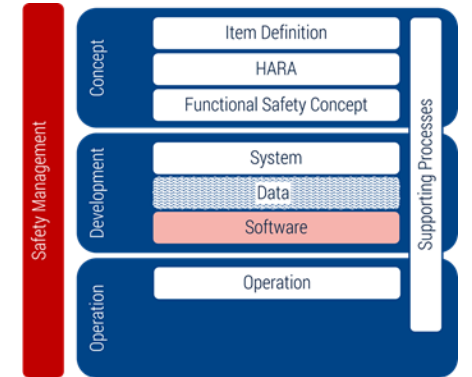 Safety Management
Concept
Item Definition
HARA
Functional Safety Concept
Development
System
Data
Software
Operation
Operation
Supporting Processes